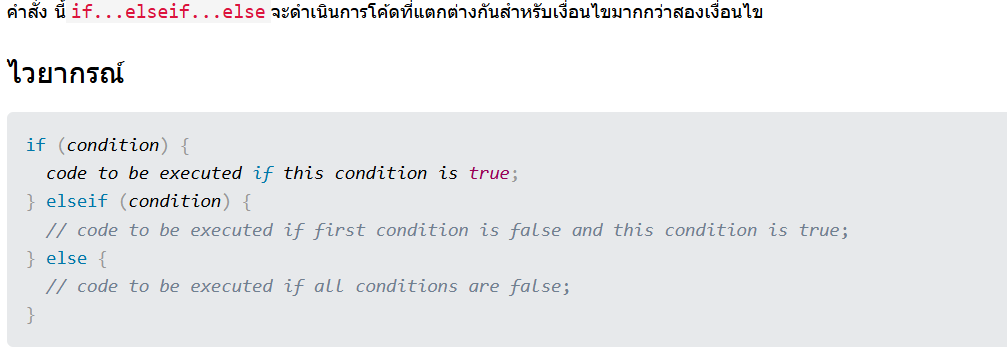 คำสั่ง นี้ if...elseif...else จะดำเนินการโค้ดที่แตกต่างกันสำหรับเงื่อนไขมากกว่าสองเงื่อนไข
ไวยากรณ์
if (condition) {
  code to be executed if this condition is true;
} elseif (condition) {
  // code to be executed if first condition is false and this condition is true;
} else {
  // code to be executed if all conditions are false;
}